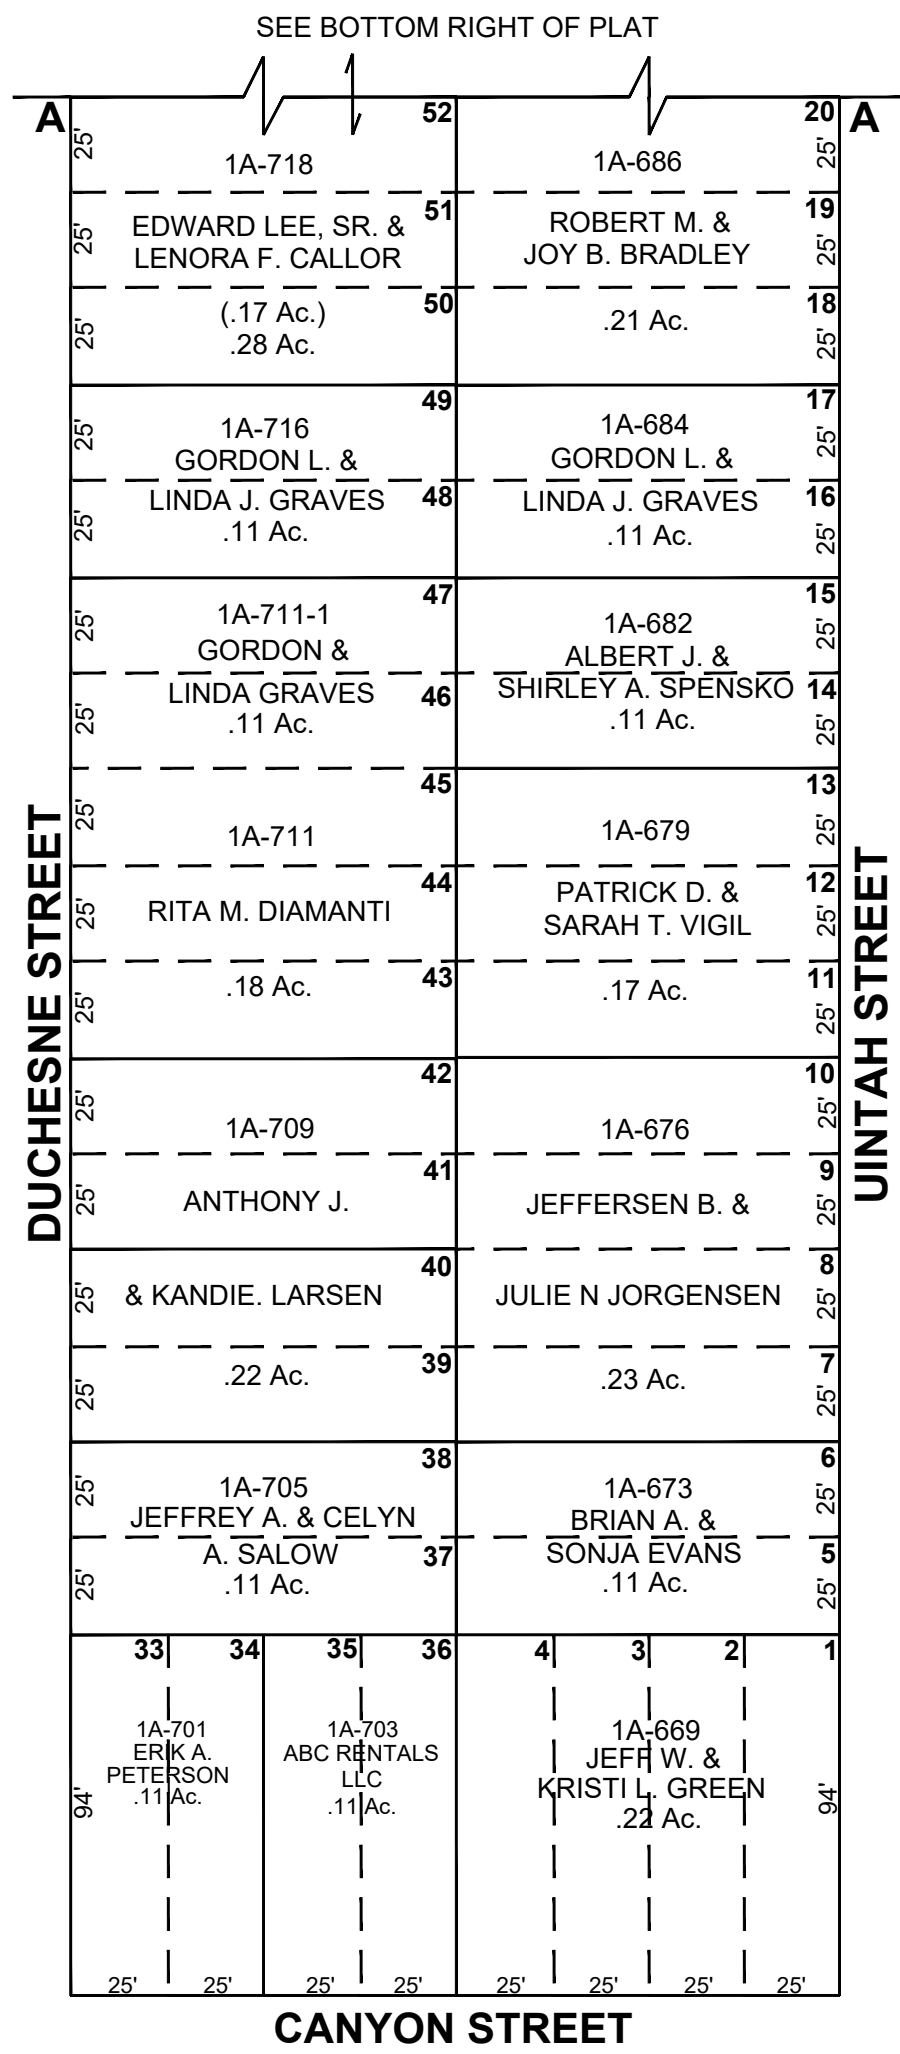 SEE BOTTOM RIGHT OF PLAT
A
52
20
A
25'
1A-718
1A-686
25'
51
19
25'
EDWARD LEE, SR. &
LENORA F. CALLOR
ROBERT M. &
JOY B. BRADLEY
25'
50
18
25'
(.17 Ac.)
.28 Ac.
.21 Ac.
25'
49
17
25'
1A-716
GORDON L. &
1A-684
GORDON L. &
25'
48
16
25'
LINDA J. GRAVES
.11 Ac.
LINDA J. GRAVES
.11 Ac.
25'
47
15
25'
1A-711-1
GORDON &
1A-682
ALBERT J. &
25'
46
14
25'
LINDA GRAVES
.11 Ac.
SHIRLEY A. SPENSKO
.11 Ac.
25'
45
13
25'
1A-711
1A-679
25'
44
12
25'
RITA M. DIAMANTI
PATRICK D. &
SARAH T. VIGIL
25'
43
11
25'
.18 Ac.
.17 Ac.
25'
DUCHESNE STREET
UINTAH STREET
42
10
25'
1A-709
1A-676
25'
41
9
25'
ANTHONY J.
JEFFERSEN B. &
25'
40
8
25'
& KANDIE. LARSEN
JULIE N JORGENSEN
25'
39
7
25'
.22 Ac.
.23 Ac.
25'
38
6
25'
1A-705
JEFFREY A. & CELYN
1A-673
BRIAN A. &
25'
37
5
25'
A. SALOW
.11 Ac.
SONJA EVANS
.11 Ac.
25'
33
34
35
36
4
3
2
1
1A-701
ERIK A.
PETERSON
.11 Ac.
1A-703
ABC RENTALS
LLC
.11 Ac.
1A-669
JEFF W. &
KRISTI L. GREEN
.22 Ac.
94'
94'
25'
25'
25'
25'
25'
25'
25'
25'
CANYON STREET